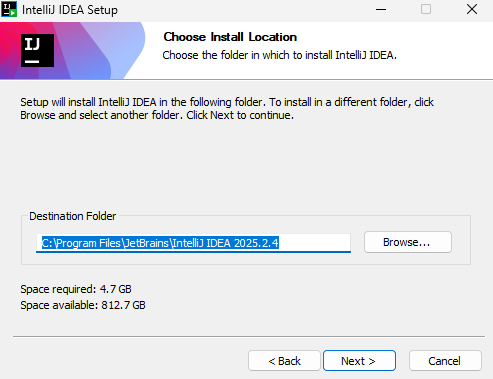 IntelliJ IDEA Setup
IJ
Choose Install Location
Choose the folder in which to install IntelliJ IDEA.
Setup will install IntelliJ IDEA in the following folder. To install in a different folder, click
Browse and select another folder. Click Next to continue.
Destination Folder
C:\Program Files\JetBrains\IntelliJ IDEA 2025.2.4
Browse...
Space required: 4.7 GB
Space available: 812.7 GB
< Back
Next >
Cancel